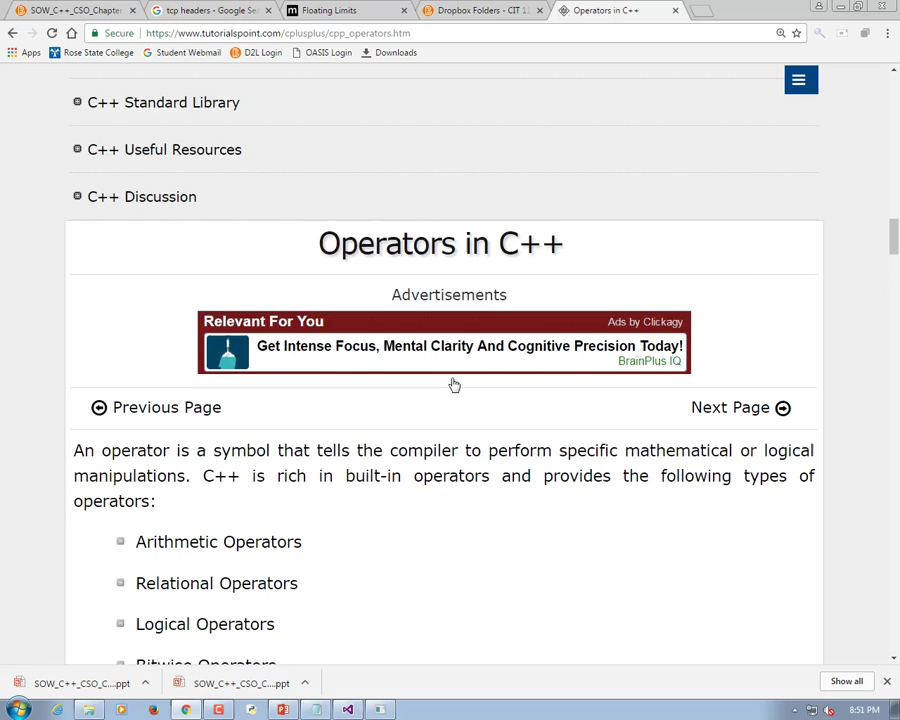 SOW_C++_CSO_Chapter
tcp headers - Google Se
Floating Limits
Dropbox Folders - CIT 1
Operators in C++
Secure
https://www.tutorialspoint.com/cplusplus/cpp_operators.htm
Apps
Rose State College
Student Webmail
D2L Login
OASIS Login
Downloads
C++ Standard Library
C++ Useful Resources
C++ Discussion
Operators in C++
Advertisements
Relevant For You
Ads by Clickagy
Get Intense Focus, Mental Clarity And Cognitive Precision Today!
BrainPlus IQ
Previous Page
Next Page
An operator is a symbol that tells the compiler to perform specific mathematical or logical
manipulations. C++ is rich in built-in operators and provides the following types of
operators:
Arithmetic Operators
Relational Operators
Logical Operators
Bitwise Operators
SOW_C++_CSO_C....ppt
SOW_C++_CSO_C....ppt
Show all
8:51 PM